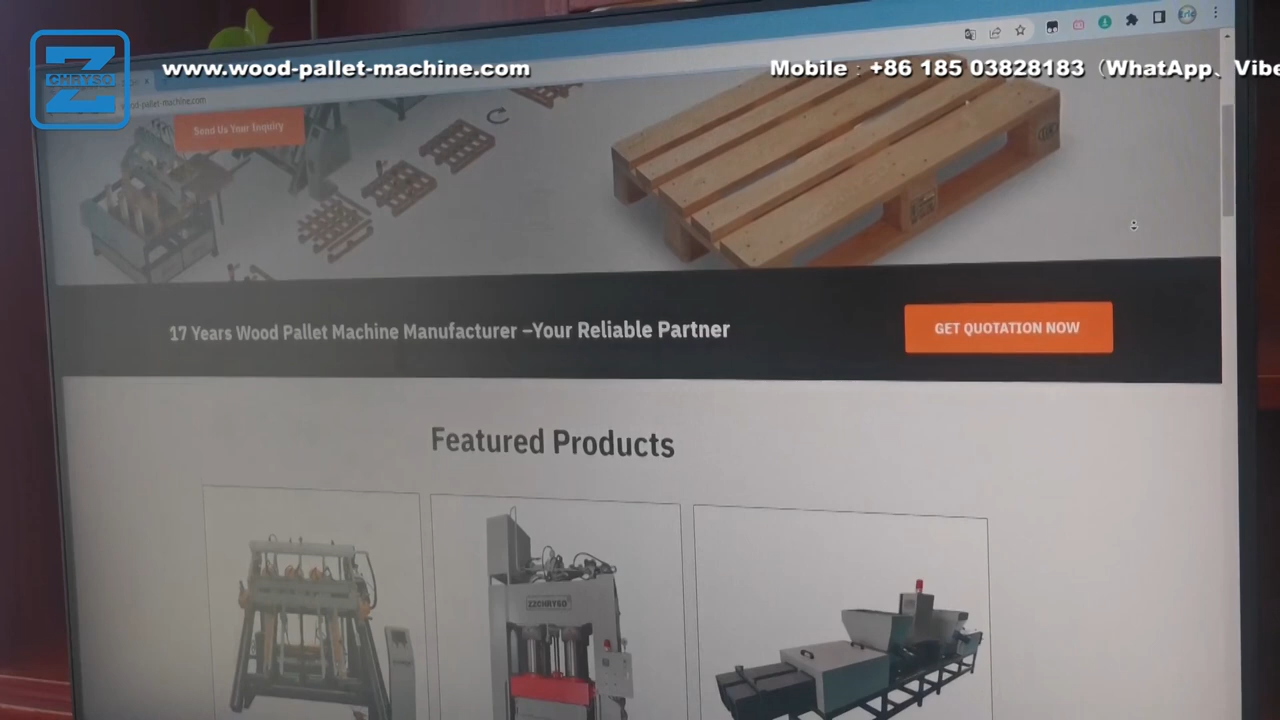 Z
CHRYSO
www.wood-pallet-machine.com
Mobile : +86 185 03828183 (WhatApp、Vibe
Send Us Your Inquiry
17 Years Wood Pallet Machine Manufacturer –Your Reliable Partner
GET QUOTATION NOW
Featured Products
ZZCHRYSO